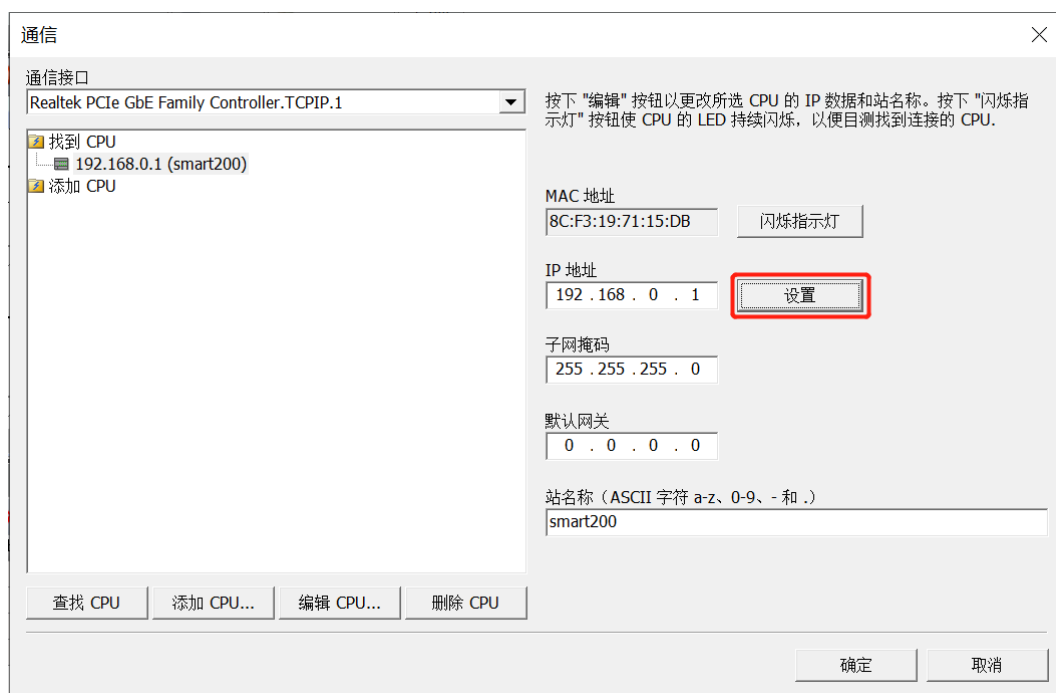 通信
通信接口
Realtek PCIe GbE Family Controller.TCPIP.1
找到 CPU
192.168.0.1 (smart200)
添加 CPU
按下 "编辑" 按钮以更改所选 CPU 的 IP 数据和站名称。按下 "闪烁指
示灯" 按钮使 CPU 的 LED 持续闪烁，以便目测找到连接的 CPU.
MAC 地址
8C:F3:19:71:15:DB
闪烁指示灯
IP 地址
192 . 168 . 0 . 1
设置
子网掩码
255 . 255 . 255 . 0
默认网关
0 . 0 . 0 . 0
站名称（ASCII 字符 a-z、0-9、- 和 .）
smart200
查找 CPU
添加 CPU...
编辑 CPU...
删除 CPU
确定
取消